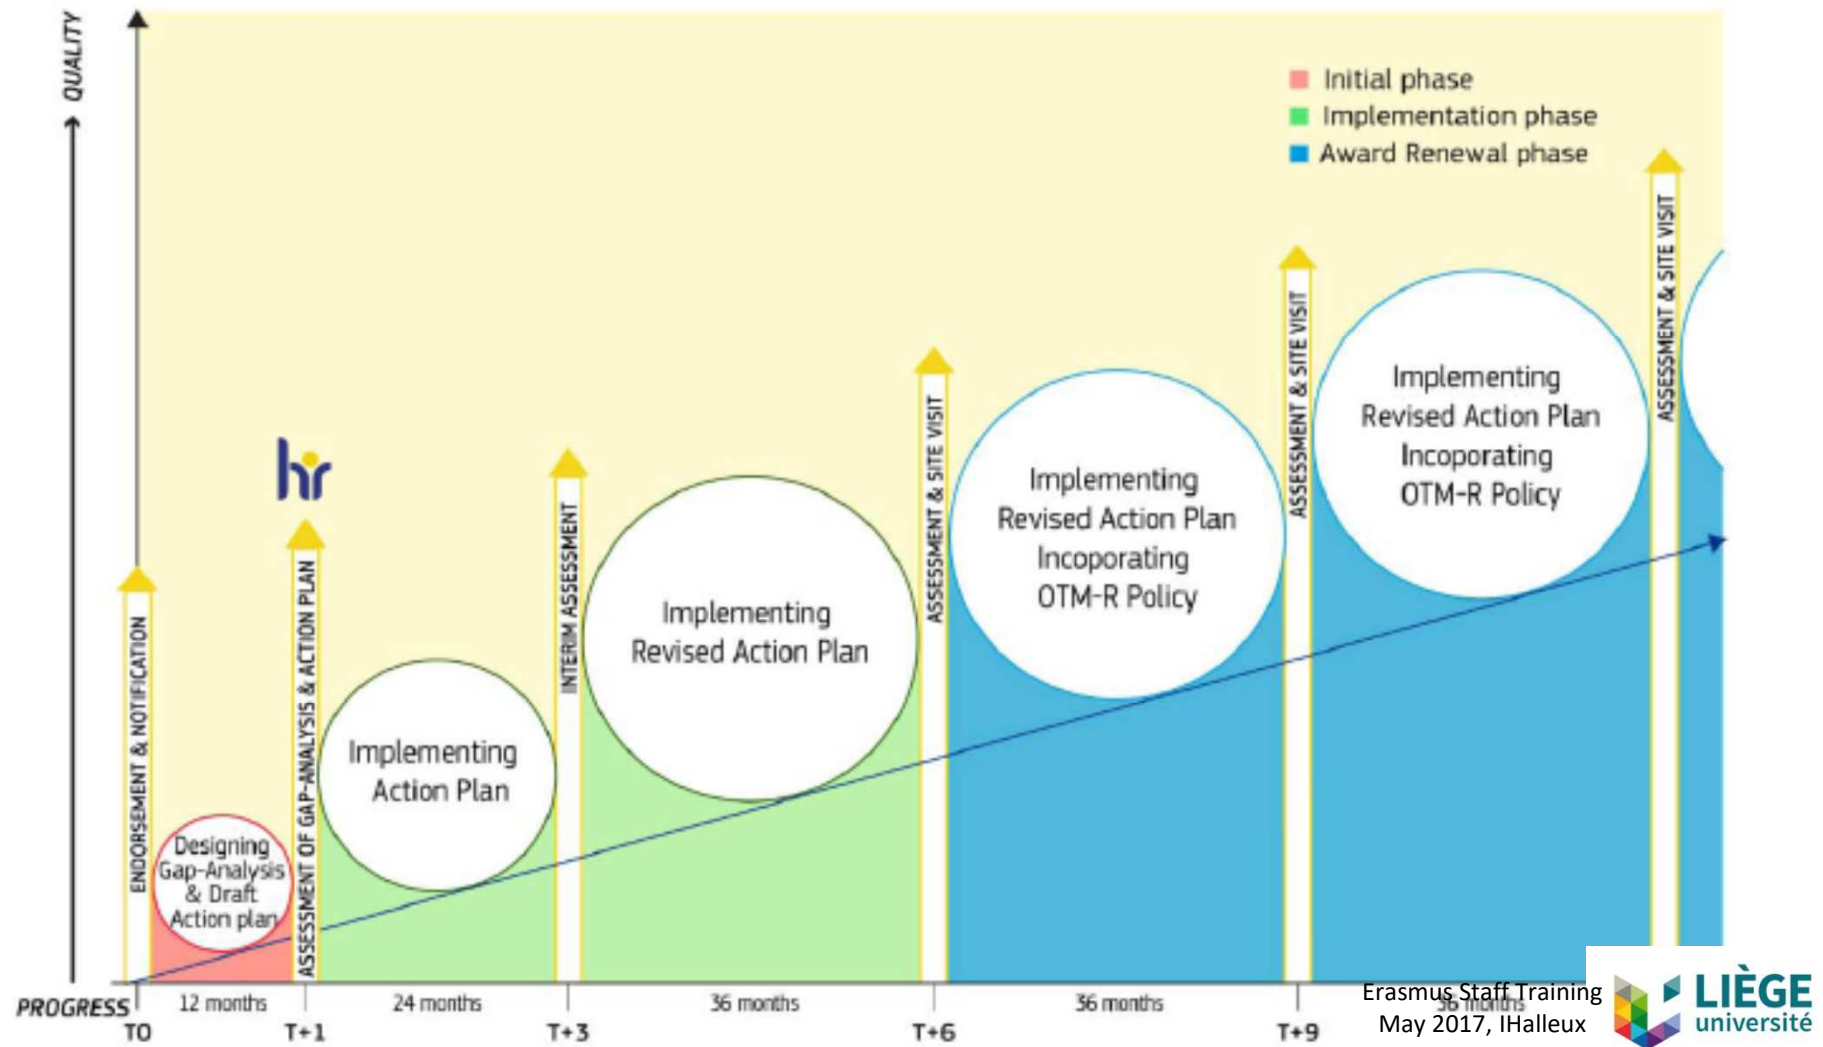 QUALITY
Initial phase
Implementation phase
Award Renewal phase
hr
ENDORSEMENT & NOTIFICATION
Designing
Gap-Analysis
& Draft
Action plan
ASSESSMENT OF GAP-ANALYSIS & ACTION PLAN
Implementing
Action Plan
INTERIM ASSESSMENT
Implementing
Revised Action Plan
ASSESSMENT & SITE VISIT
Implementing
Revised Action Plan
Incoporating
OTM-R Policy
ASSESSMENT & SITE VISIT
Implementing
Revised Action Plan
Incoporating
OTM-R Policy
ASSESSMENT & SITE VISIT
PROGRESS
12 months
24 months
36 months
36 months
36 months
T0
T+1
T+3
T+6
T+9
Erasmus Staff Training
May 2017, IHalleux
LIÈGE
université